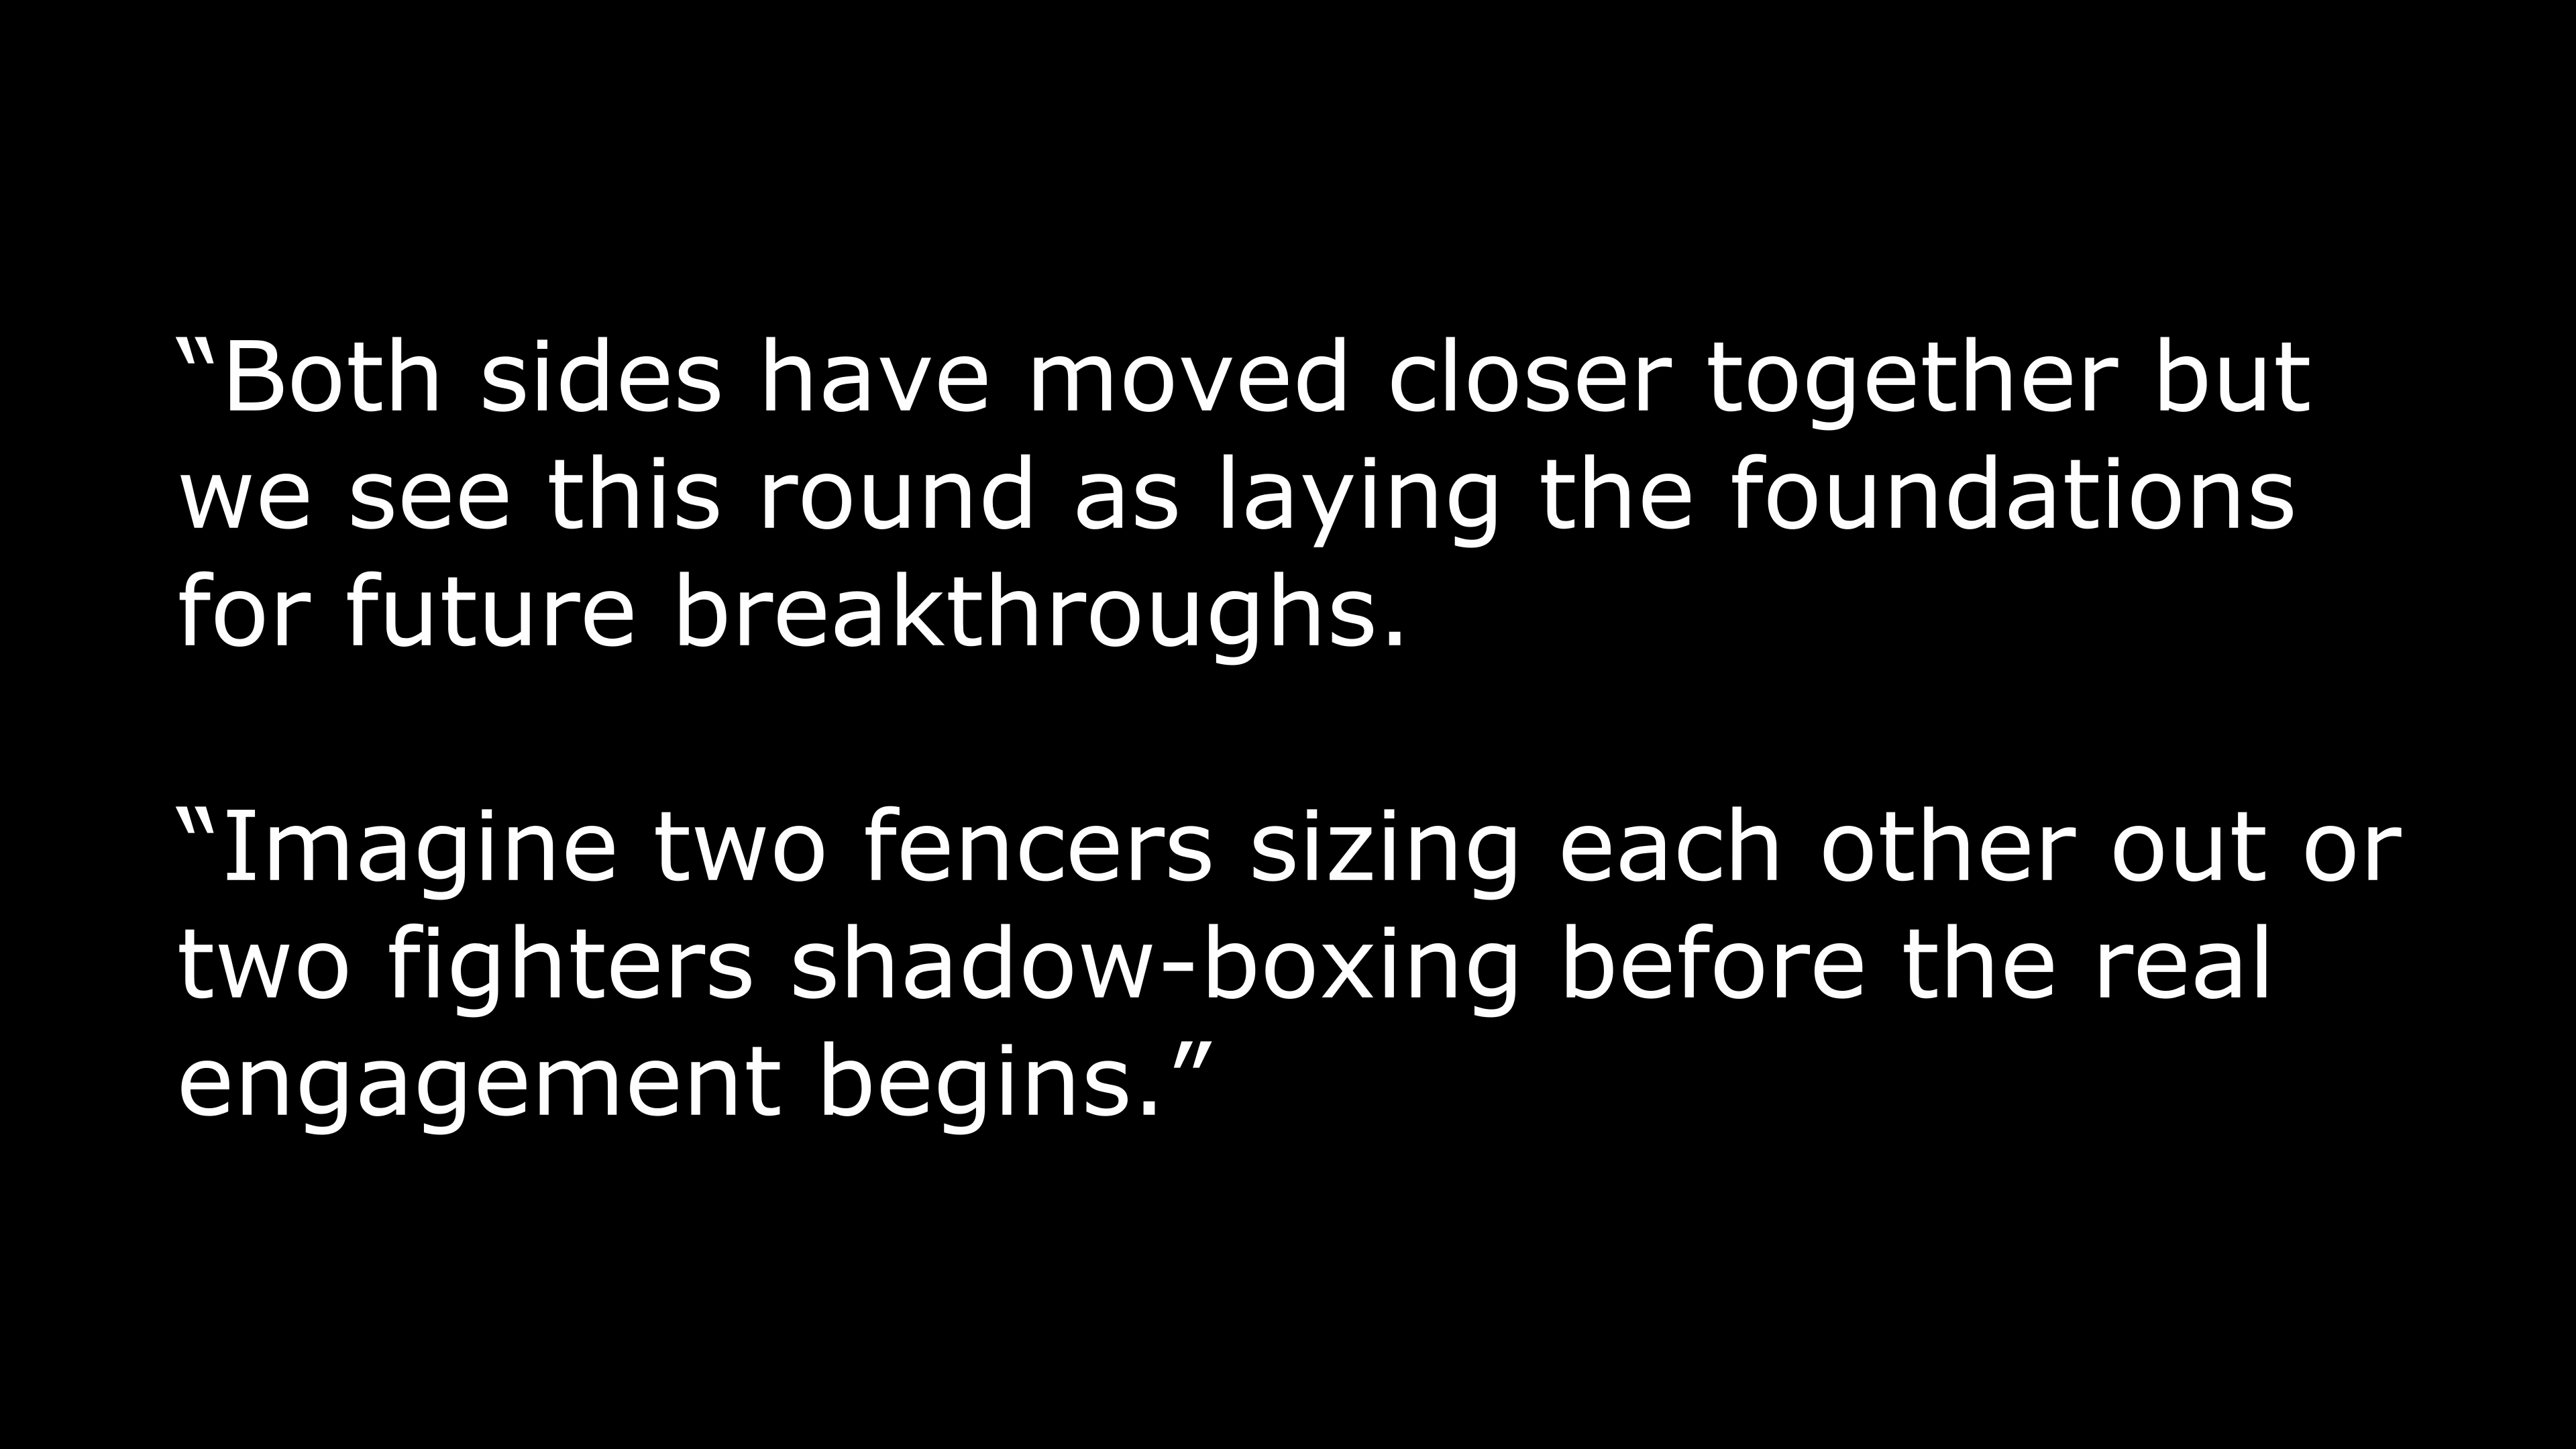 “Both sides have moved closer together but
we see this round as laying the foundations
for future breakthroughs.
“Imagine two fencers sizing each other out or
two fighters shadow-boxing before the real
engagement begins.”